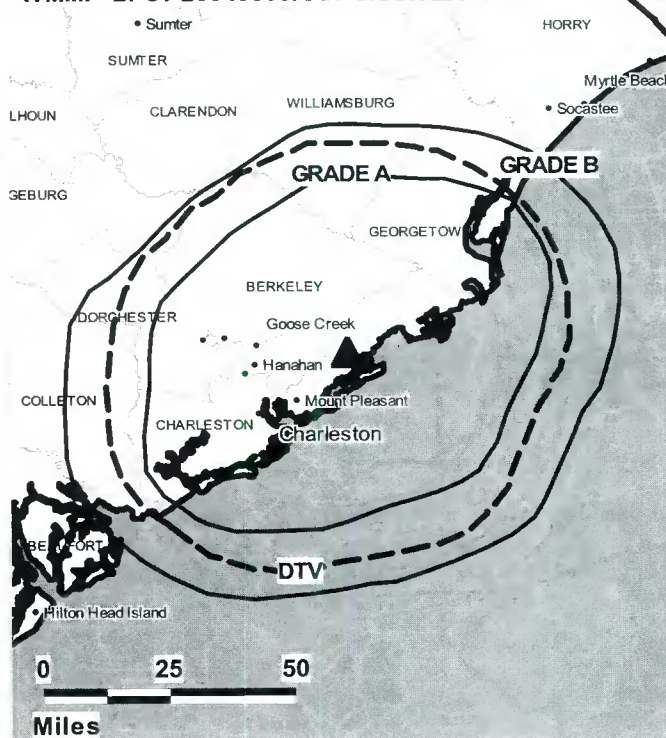 Sumter
HORRY
SUMTER
Myrtle Beach
LHOUN
CLARENDON
WILLIAMSBURG
Socastee
GRADE A
GRADE B
GEBURG
GEORGETOW
BERKELEY
DORCHESTER
Goose Creek
Hanahan
COLLETON
Mount Pleasant
CHARLESTON
Charleston
BEAUFORT
DTV
Hilton Head Island
0 25 50
Miles